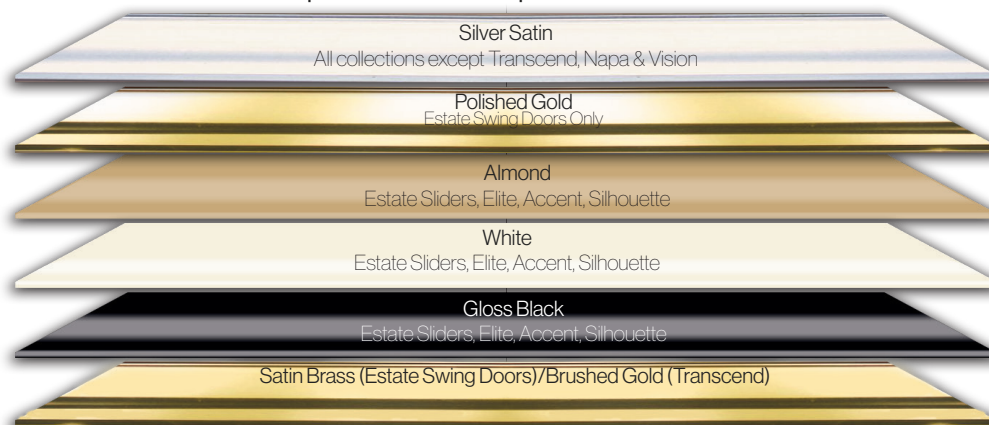 Silver Satin
All collections except Transcend, Napa & Vision
Polished Gold
Estate Swing Doors Only
Almond
Estate Sliders, Elite, Accent, Silhouette
White
Estate Sliders, Elite, Accent, Silhouette
Gloss Black
Estate Sliders, Elite, Accent, Silhouette
Satin Brass (Estate Swing Doors)/Brushed Gold (Transcend)